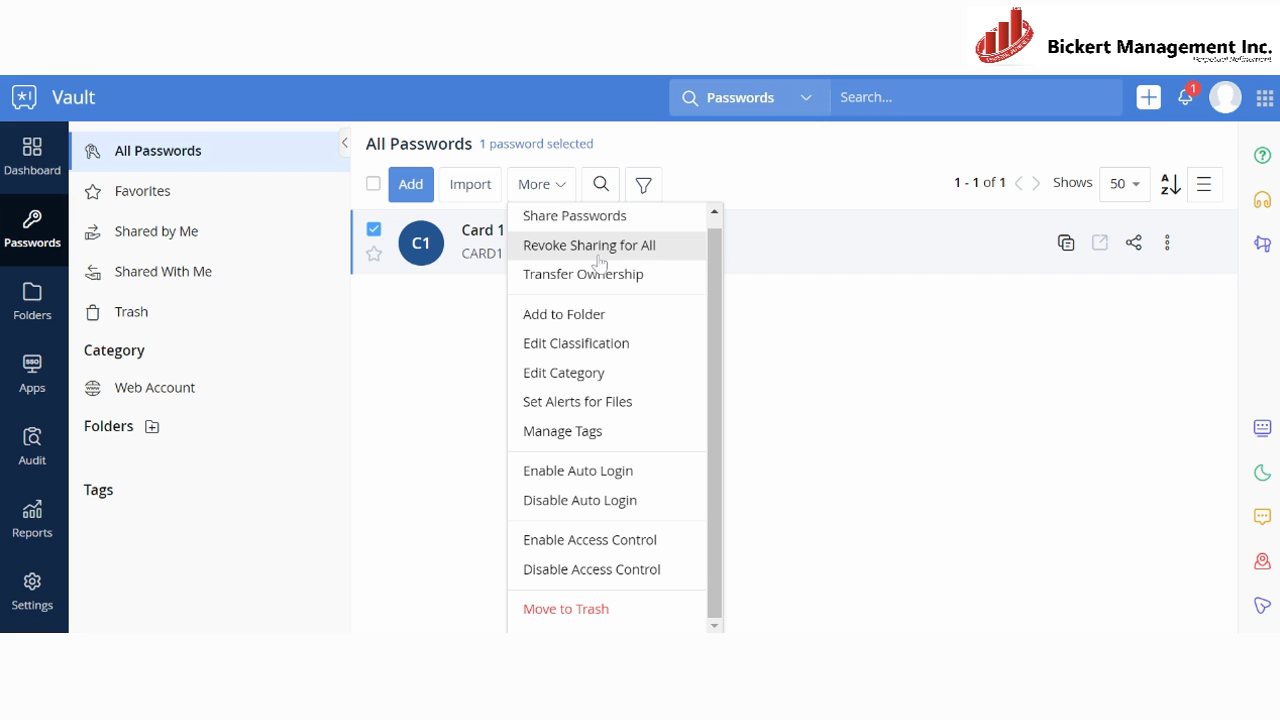 Bickert Management Inc.
Vault
Passwords
Search...
1
Dashboard
Passwords
Folders
Apps
Audit
Reports
Settings
All Passwords
Favorites
Shared by Me
Shared With Me
Trash
Category
Web Account
Folders
Tags
All Passwords 1 password selected
Add Import More
1 - 1 of 1 Shows 50
C1
Card 1
CARD1
Share Passwords
Revoke Sharing for All
Transfer Ownership
Add to Folder
Edit Classification
Edit Category
Set Alerts for Files
Manage Tags
Enable Auto Login
Disable Auto Login
Enable Access Control
Disable Access Control
Move to Trash